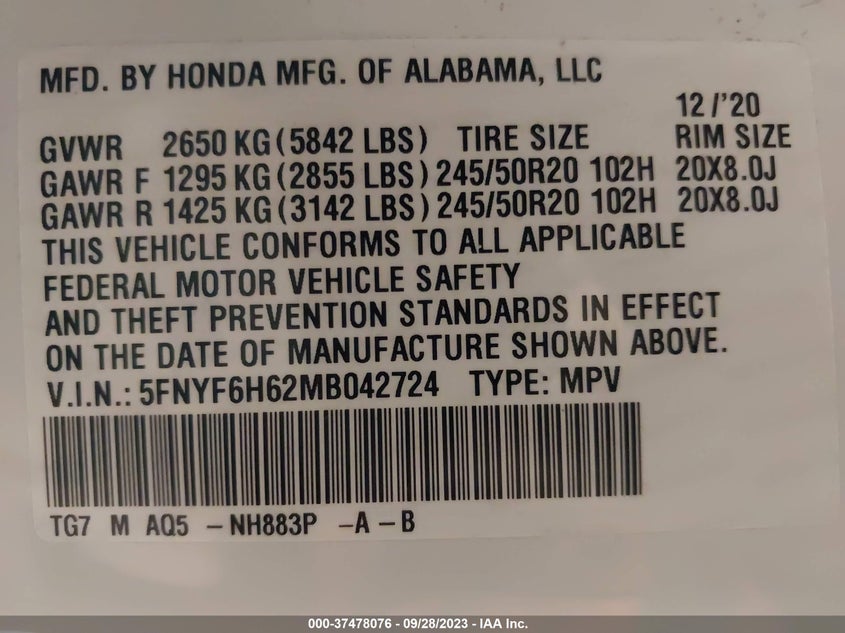 MFD. BY HONDA MFG. OF ALABAMA, LLC
12 /'20
GVWR 2650 KG (5842 LBS) TIRE SIZE RIM SIZE
GAWR F 1295 KG (2855 LBS) 245/50R20 102H 20X8.0J
GAWR R 1425 KG (3142 LBS) 245/50R20 102H 20X8.0J
THIS VEHICLE CONFORMS TO ALL APPLICABLE
FEDERAL MOTOR VEHICLE SAFETY
AND THEFT PREVENTION STANDARDS IN EFFECT
ON THE DATE OF MANUFACTURE SHOWN ABOVE.
V.I.N.: 5FNYF6H62MB042724 TYPE: MPV
TG7 M AQ5 - NH883P - A - B
000-37478076 - 09/28/2023 - IAA Inc.